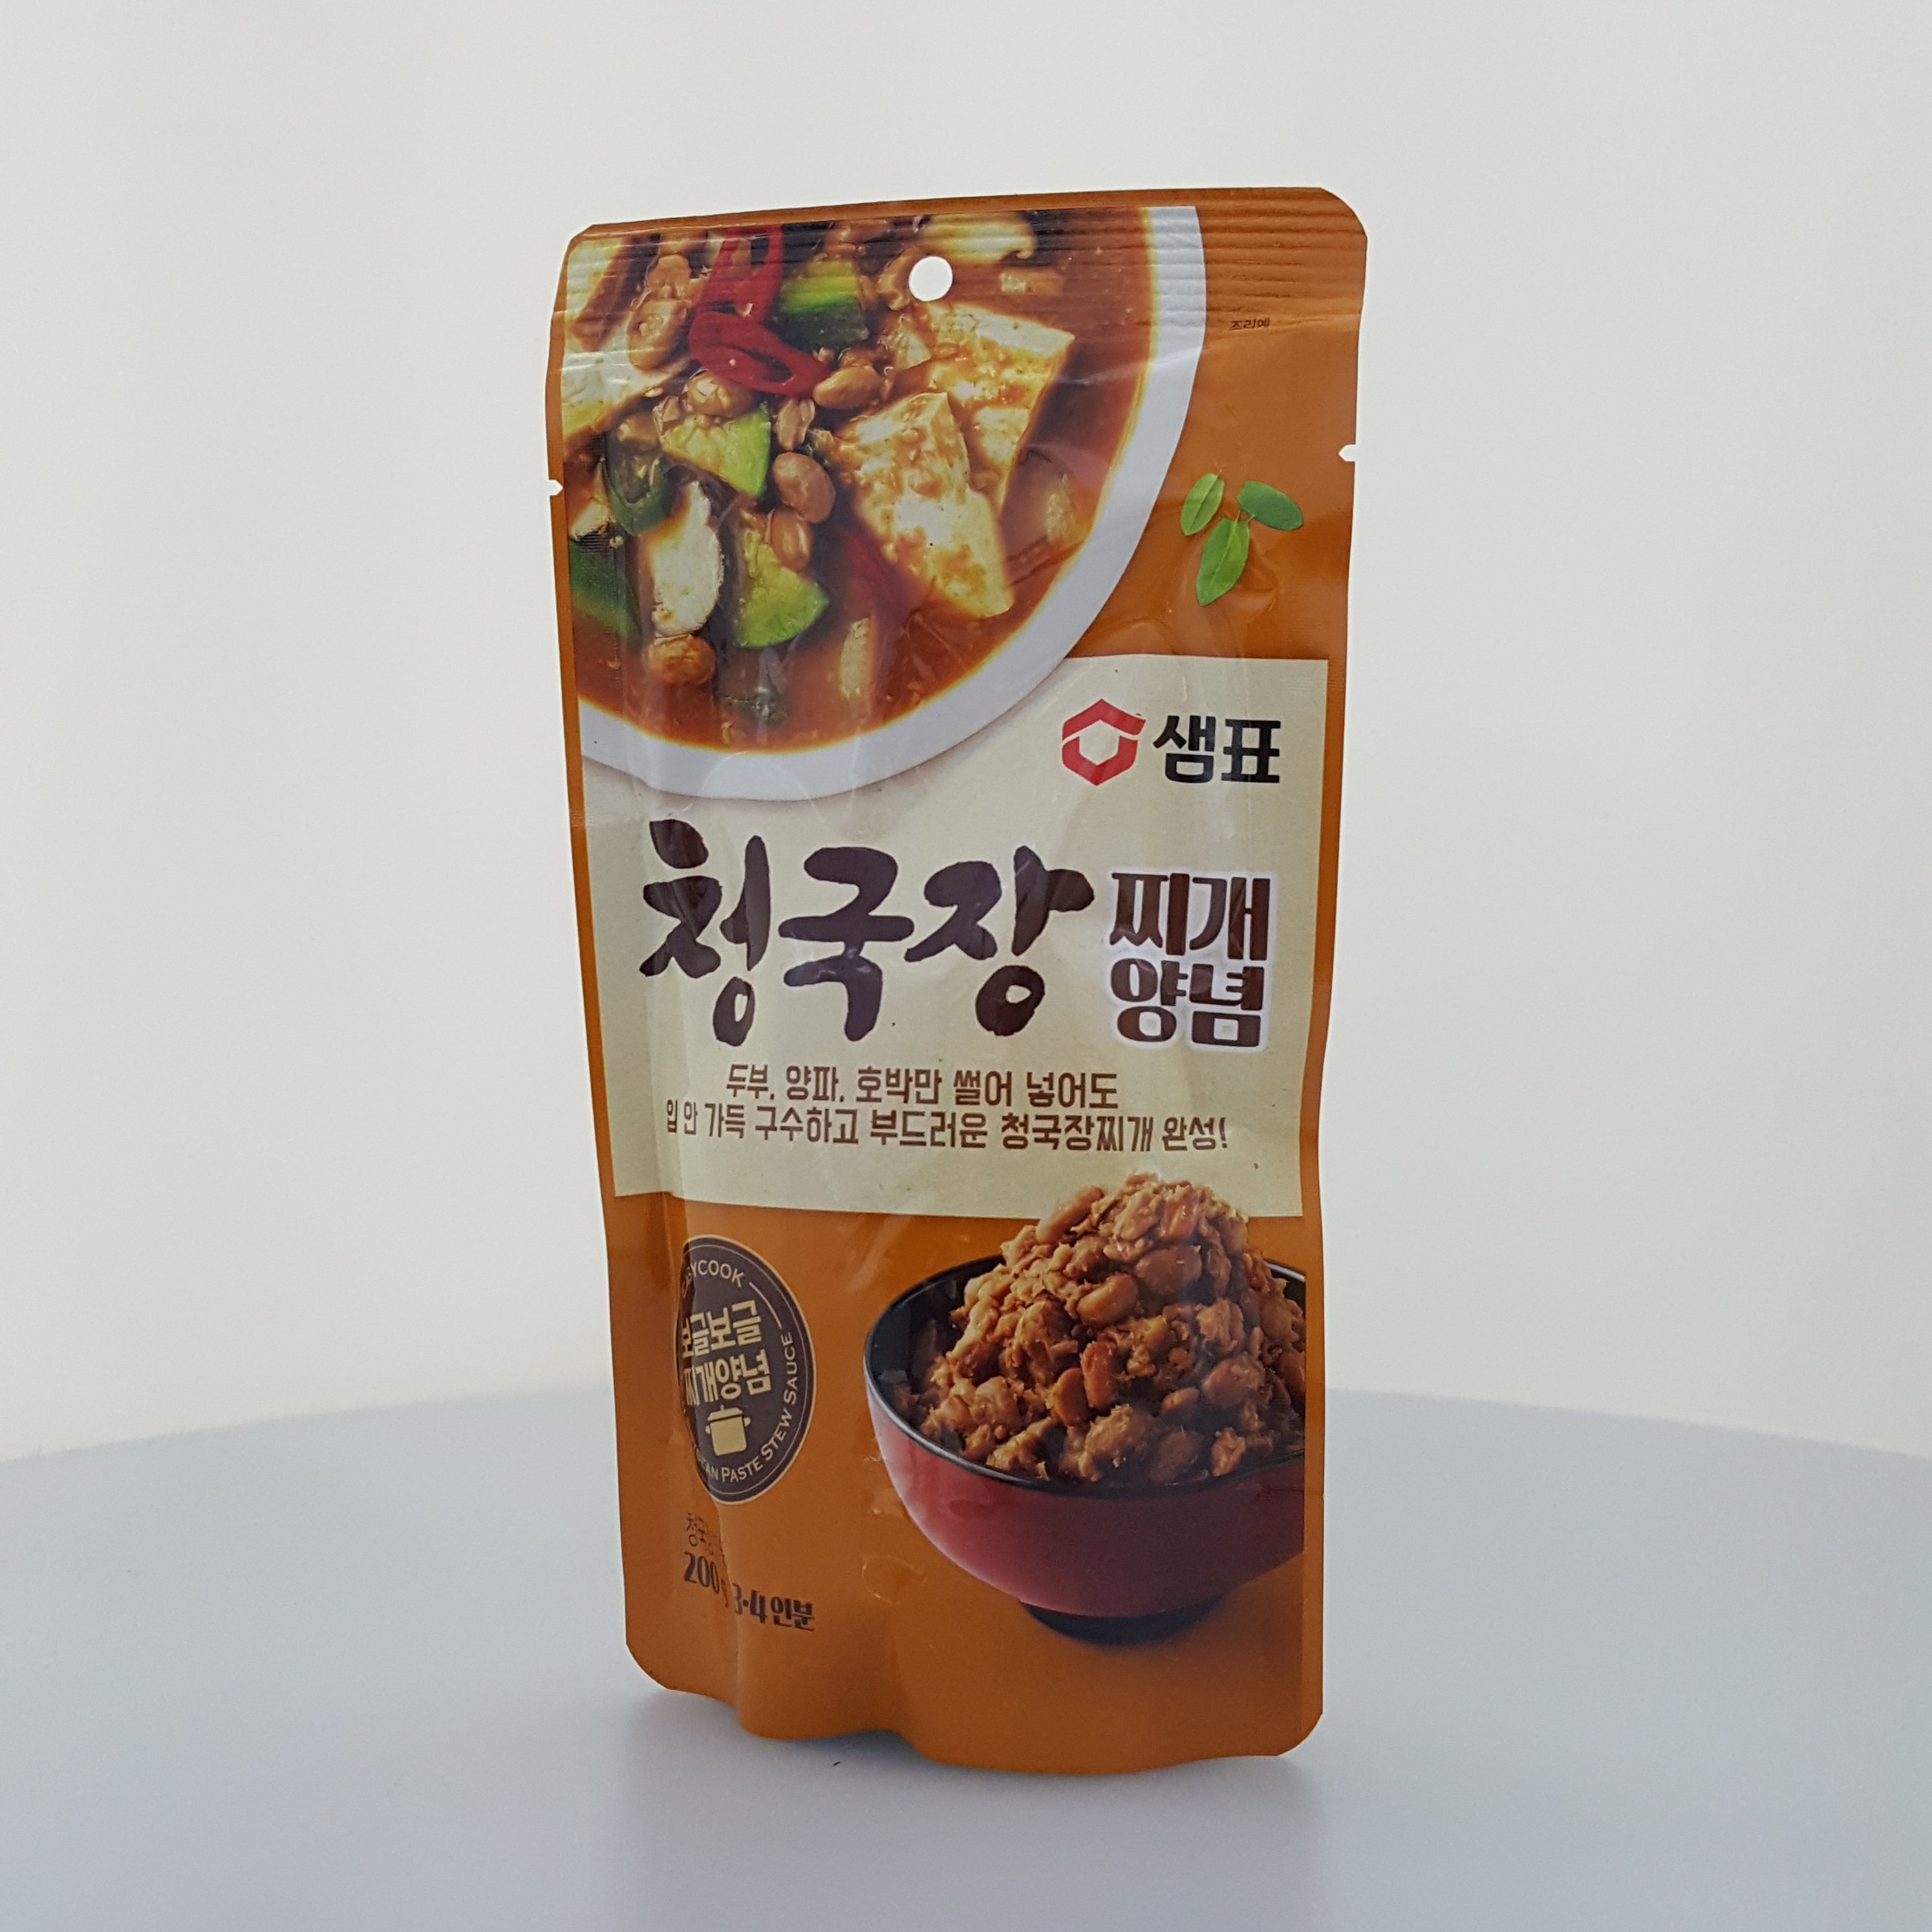 조리예
샘표
청국장 찌개
양념
두부, 양파, 호박만 썰어 넣어도
입 안 가득 구수하고 부드러운 청국장찌개 완성!
보글보글
찌개양념
PASTE STEW SAUCE
200
3-4인분